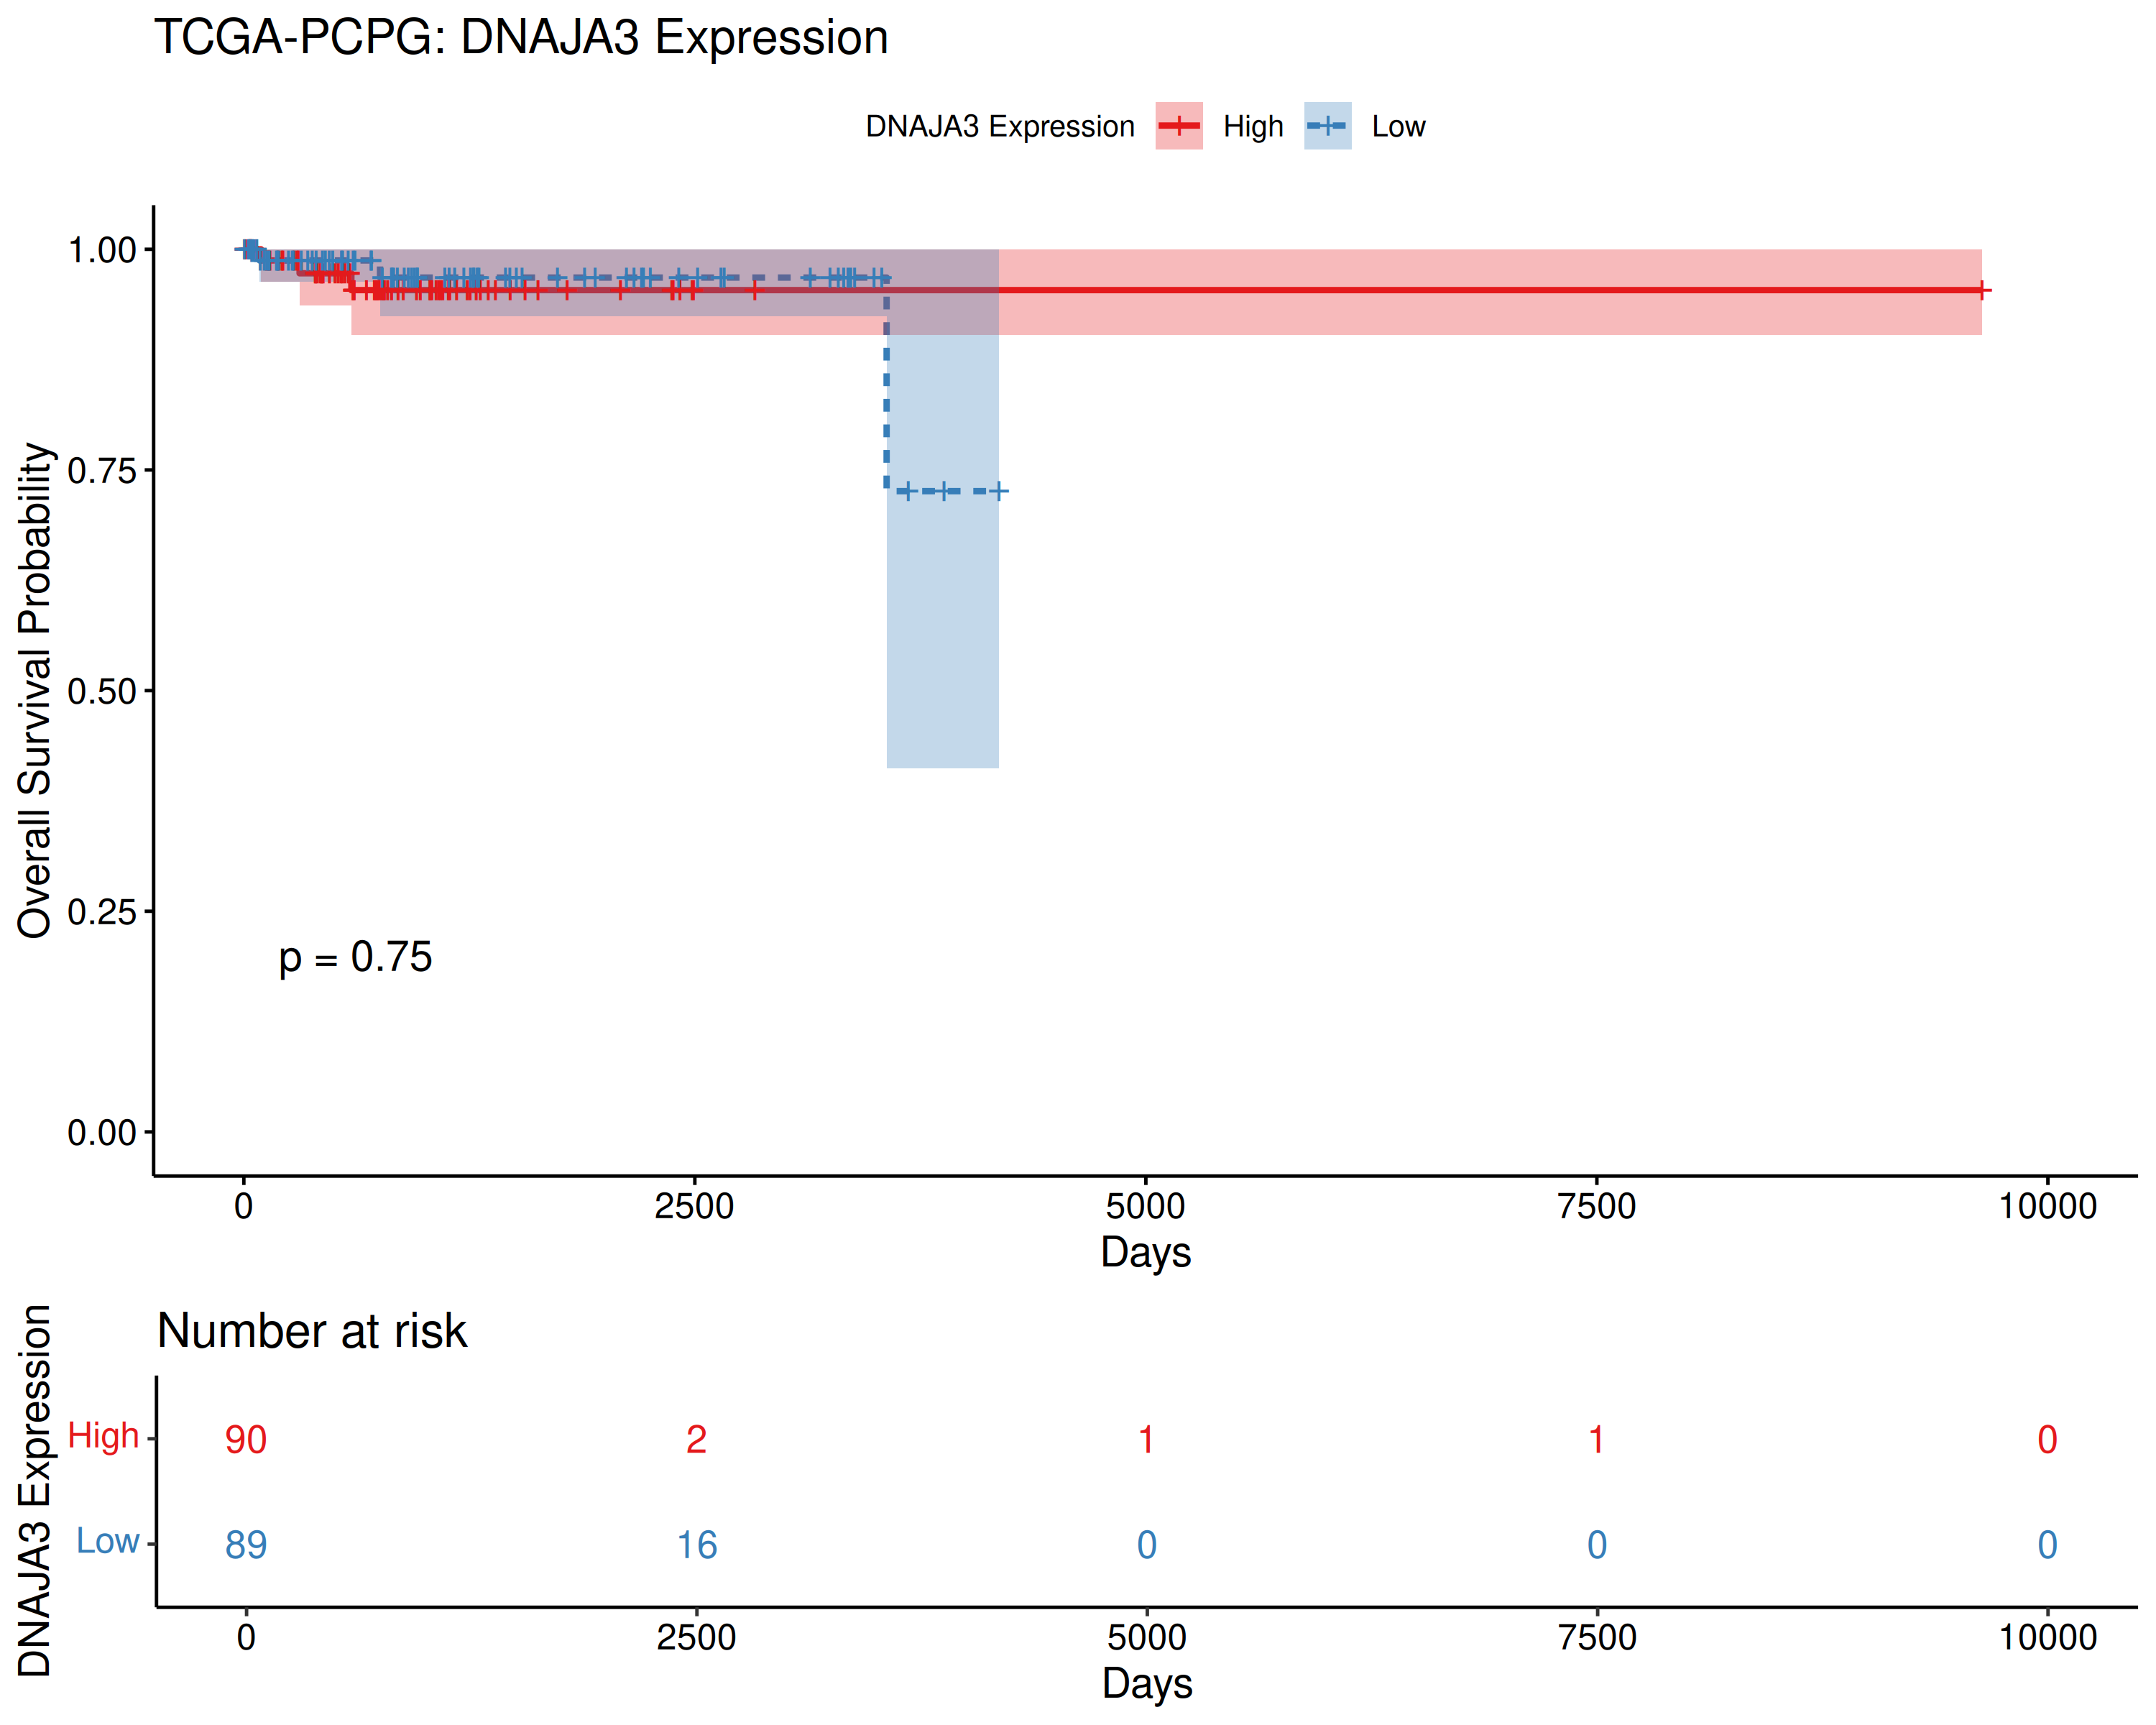 TCGA-PCPG: DNAJA3 Expression
DNAJA3 Expression High Low
Overall Survival Probability
1.00
0.75
0.50
0.25
0.00
p = 0.75
0 2500 5000 7500 10000
Days
Number at risk
DNAJA3 Expression
High 90 2 1 1 0
Low 89 16 0 0 0
0 2500 5000 7500 10000
Days